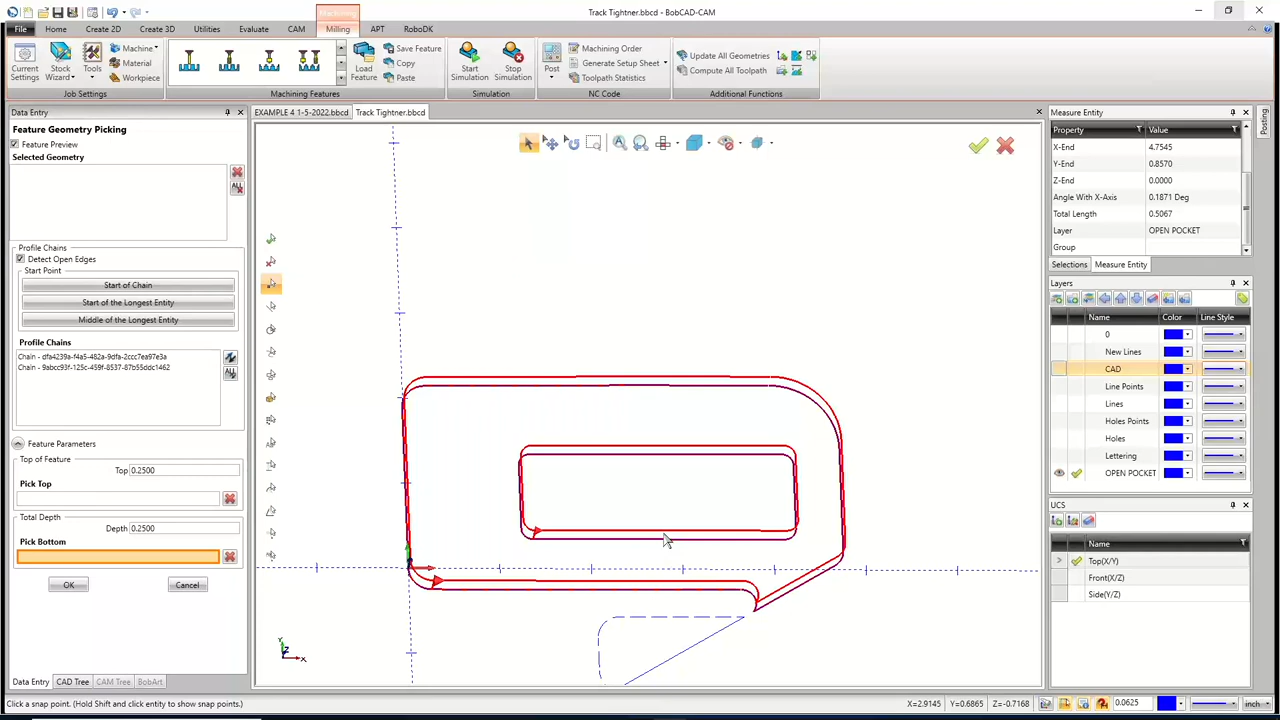 Machining
Track Tightner.bbcd - BobCAD-CAM
File Home Create 2D Create 3D Utilities Evaluate CAM Milling APT RoboDK
Current Settings Stock Wizard Tools Machine Material Workpiece Load Feature Save Feature Copy Paste Start Simulation Stop Simulation Post Machining Order Generate Setup Sheet Toolpath Statistics Update All Geometries Compute All Toolpath
Job Settings Machining Features Simulation NC Code Additional Functions
Data Entry
EXAMPLE 4 1-5-2022.bbcd Track Tightner.bbcd
Feature Geometry Picking
Feature Preview
Selected Geometry
ALL
Profile Chains
Detect Open Edges
Start Point
Start of Chain
Start of the Longest Entity
Middle of the Longest Entity
Profile Chains
Chain - dfa4239a-f4a5-482a-9dfa-2ccc7ea97e3a
Chain - 9abcc93f-125c-459f-8537-87b55ddc1462
ALL
Feature Parameters
Top of Feature
Top 0.2500
Pick Top
Total Depth
Depth 0.2500
Pick Bottom
OK Cancel
Data Entry CAD Tree CAM Tree BobArt
Y
Z
X
Measure Entity
Posting
Property Value
X-End 4.7545
Y-End 0.8570
Z-End 0.0000
Angle With X-Axis 0.1871 Deg
Total Length 0.5067
Layer OPEN POCKET
Group
Selections Measure Entity
Layers
Name Color Line Style
0
New Lines
CAD
Line Points
Lines
Holes Points
Holes
Lettering
OPEN POCKET
UCS
Name
Top(X/Y)
Front(X/Z)
Side(Y/Z)
Click a snap point. (Hold Shift and click entity to show snap points.) X=2.9145 Y=0.6865 Z=-0.7168 0.0625 inch